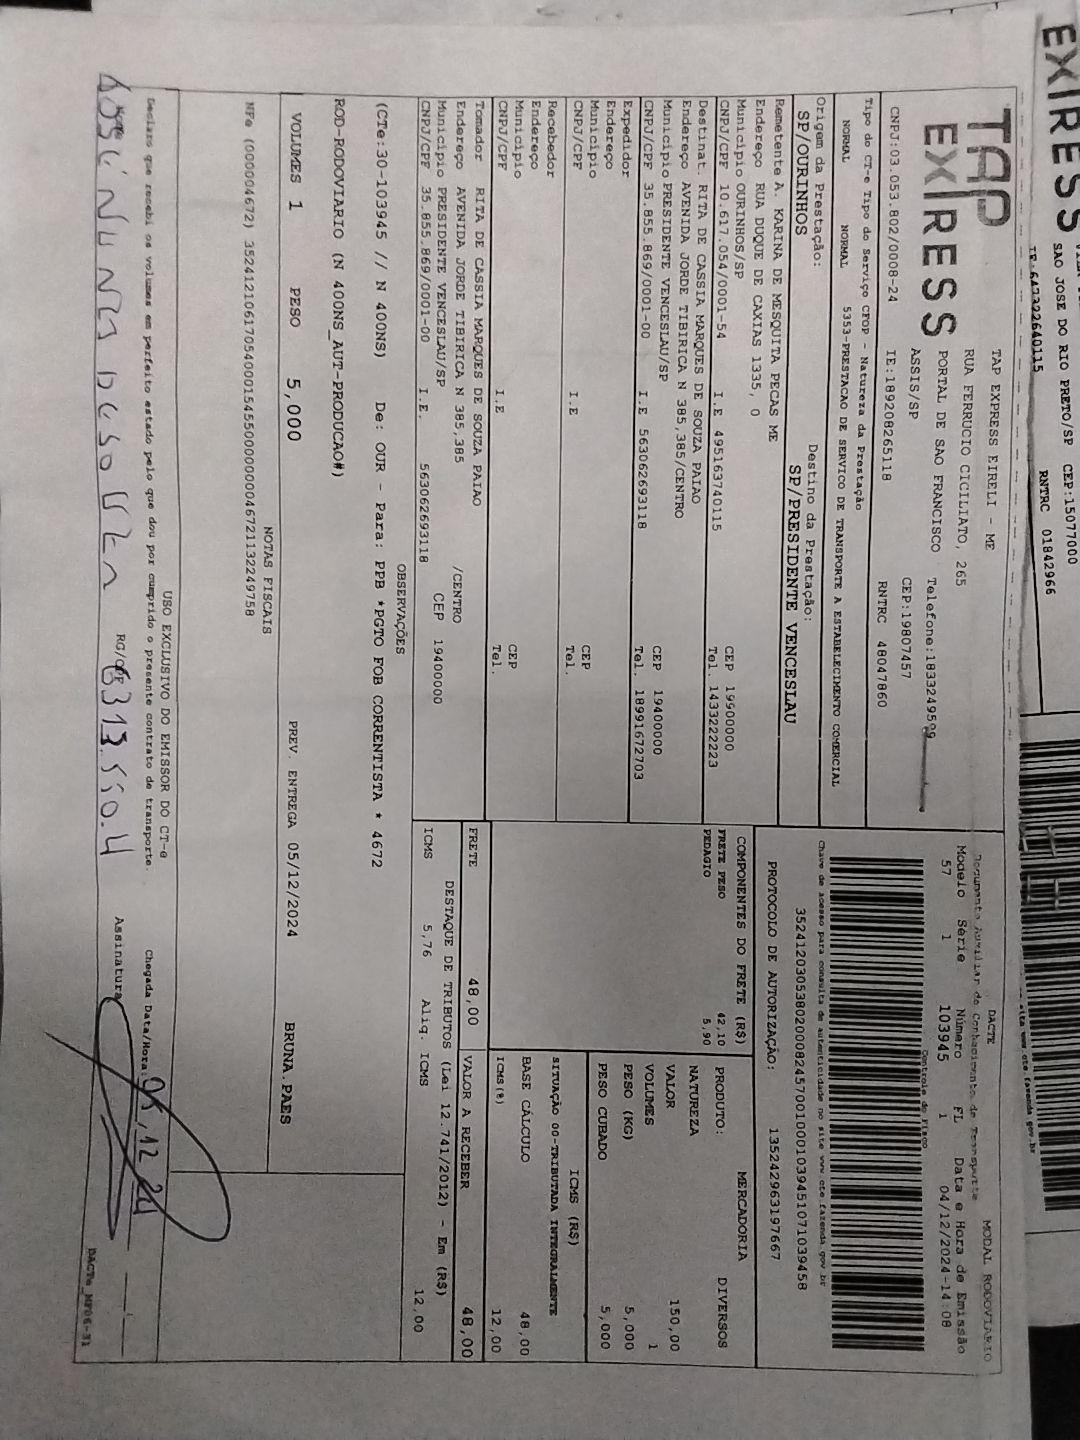 EXIRESS
SAO JOSE DO RIO PRETO/SP CEP:15077000
IE:647322640115 RNTRC 01842966
TAP EXIRESS
TAP EXPRESS EIRELI - ME
RUA FERRUCIO CICILIATO, 265
PORTAL DE SAO FRANCISCO Telefone:1833249509
ASSIS/SP CEP:19807457
CNPJ:03.053.802/0008-24 IE:189208265118 RNTRC 48047860
DACTE MODAL RODOVIARIO
Documento Auxiliar de Conhecimento de Transporte
Modelo Serie Número FL Data e Hora de Emissão
57 1 103945 1 04/12/2024-14:08
Controle do Fisco
Chave de acesso para consulta de autenticidade no site www.cte.fazenda.gov.br
35241203053802000824570010001039451071039458
PROTOCOLO DE AUTORIZAÇÃO: 135242963197667
Tipo do CT-e Tipo do Serviço CFOP - Natureza da Prestação
NORMAL NORMAL 5353-PRESTACAO DE SERVICO DE TRANSPORTE A ESTABELECIMENTO COMERCIAL
Origem da Prestação: Destino da Prestação:
SP/OURINHOS SP/PRESIDENTE VENCESLAU
Remetente A. KARINA DE MESQUITA PECAS ME
Endereço RUA DUQUE DE CAXIAS 1335, 0
Município OURINHOS/SP CEP 19900000
CNPJ/CPF 10.617.054/0001-54 I.E 495163740115 Tel. 1433222223
Destinat. RITA DE CASSIA MARQUES DE SOUZA PAIAO
Endereço AVENIDA JORDE TIBIRICA N 385,385/CENTRO
Município PRESIDENTE VENCESLAU/SP CEP 19400000
CNPJ/CPF 35.855.869/0001-00 I.E 563062693118 Tel. 18991672703
Expedidor
Endereço
Município CEP
CNPJ/CPF I.E Tel.
Recebedor
Endereço
Município CEP
CNPJ/CPF I.E Tel.
Tomador RITA DE CASSIA MARQUES DE SOUZA PAIAO
Endereço AVENIDA JORDE TIBIRICA N 385,385 /CENTRO
Município PRESIDENTE VENCESLAU/SP CEP 19400000
CNPJ/CPF 35.855.869/0001-00 I.E. 563062693118
COMPONENTES DO FRETE (R$)
FRETE PESO 42,10
PEDAGIO 5,90
PRODUTO: MERCADORIA
NATUREZA DIVERSOS
VALOR 150,00
VOLUMES 1
PESO (KG) 5,000
PESO CUBADO 5,000
ICMS (R$)
SITUAÇÃO 00-TRIBUTADA INTEGRALMENTE
BASE CÁLCULO 48,00
ICMS(%) 12,00
FRETE 48,00 VALOR A RECEBER 48,00
DESTAQUE DE TRIBUTOS (Lei 12.741/2012) - Em (R$)
ICMS 5,76 Aliq. ICMS 12,00
OBSERVAÇÕES
(CTe:30-103945 // N 400NS) De: OUR - Para: PPB *PGTO FOB CORRENTISTA * 4672
ROD-RODOVIARIO (N 400NS_AUT-PRODUCAO#)
VOLUMES 1 PESO 5,000 PREV. ENTREGA 05/12/2024 BRUNA PAES
NOTAS FISCAIS
NFe (000004672) 35241210617054000154550000000046721132249758
USO EXCLUSIVO DO EMISSOR DO CT-e
Declaro que recebi os volumes em perfeito estado pelo que dou por cumprido o presente contrato de transporte. Chegada Data/Hora: 05/12/24
RG/CPF Assinatura
DACTe_MF06-31